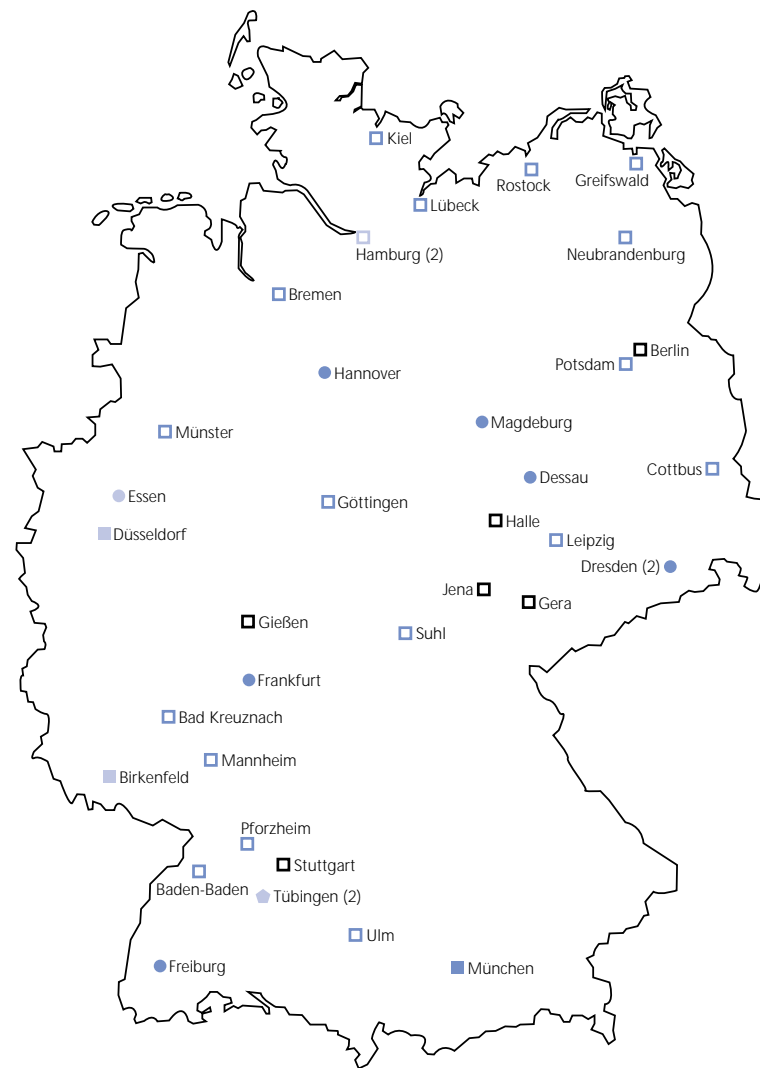 Kiel
Rostock
Greifswald
Lübeck
Hamburg (2)
Neubrandenburg
Bremen
Berlin
Potsdam
Hannover
Magdeburg
Münster
Cottbus
Dessau
Essen
Göttingen
Halle
Düsseldorf
Leipzig
Dresden (2)
Jena
Gera
Gießen
Suhl
Frankfurt
Bad Kreuznach
Mannheim
Birkenfeld
Pforzheim
Stuttgart
Baden-Baden
Tübingen (2)
Ulm
Freiburg
München